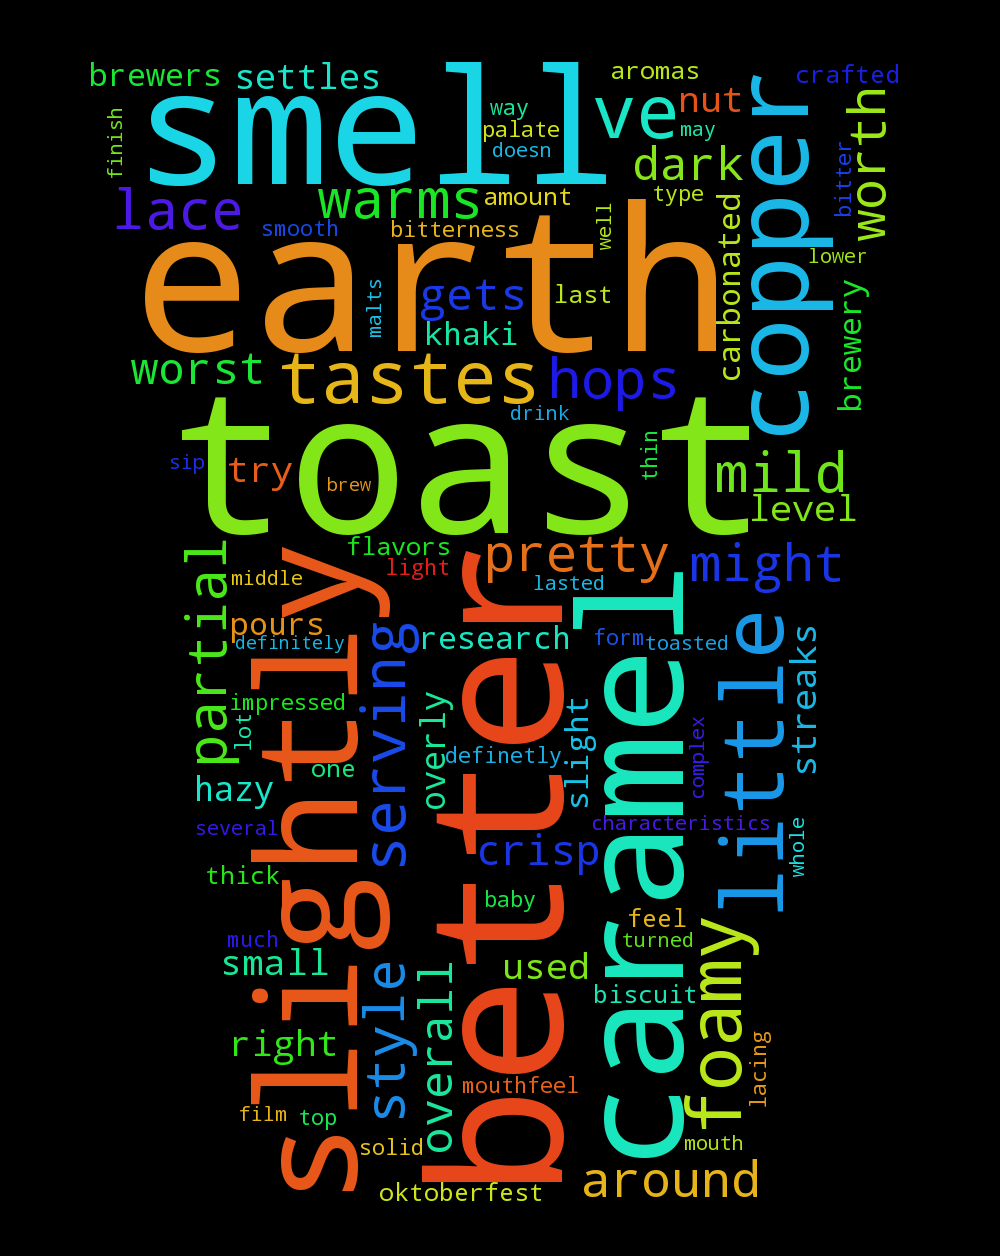 brewers
settles
smell
aromas
crafted
finish
way
palate
doesn
ve
nut
may
copper
worth
dark
bitter
lace
warms
amount
type
smooth
bitterness
well
carbonated
lower
earth
malts
gets
last
khaki
brewery
worst
tastes
hops
drink
toast
sip
try
brew
thin
mild
level
partial
flavors
light
pretty
might
middle
lasted
slightly
better
caramel
little
pours
definitely
serving
research
form
toasted
streaks
impressed
lot
overly
slight
complex
one
definetly
hazy
several
characteristics
whole
crisp
thick
baby
feel
foamy
much
turned
small
style
overall
used
biscuit
right
lacing
mouthfeel
film
top
solid
mouth
oktoberfest
around